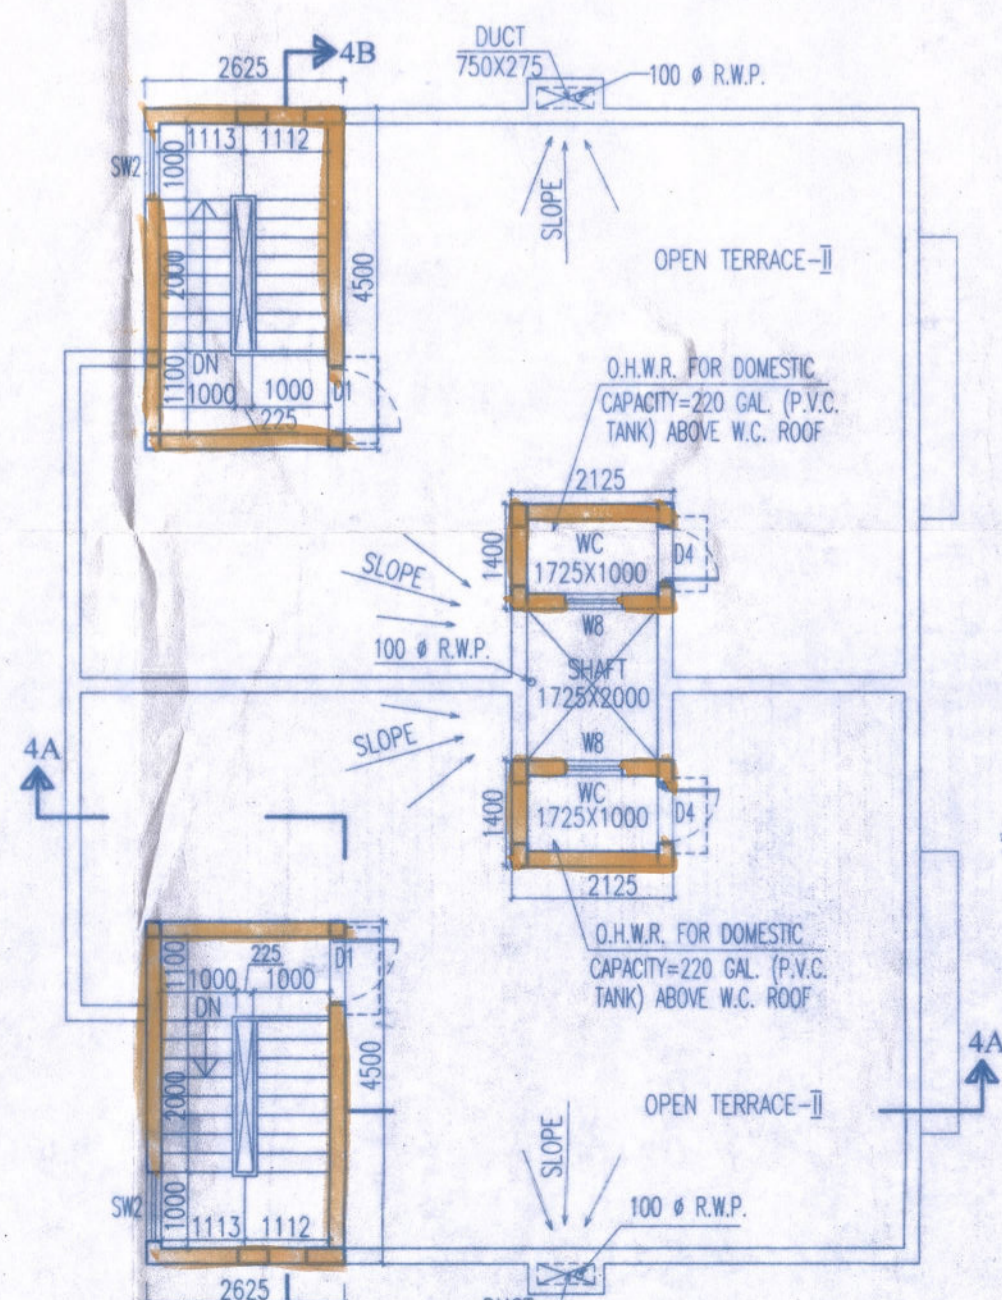 4B
DUCT
750X275
100 ø R.W.P.
2625
1113
1112
SW2
1000
SLOPE
2000
4500
OPEN TERRACE-II
1100
DN
1000
1000
D1
225
O.H.W.R. FOR DOMESTIC
CAPACITY=220 GAL. (P.V.C.
TANK) ABOVE W.C. ROOF
2125
1400
WC
1725X1000
D4
SLOPE
W8
100 ø R.W.P.
SHAFT
1725X2000
SLOPE
W8
4A
WC
1725X1000
D4
1400
2125
O.H.W.R. FOR DOMESTIC
CAPACITY=220 GAL. (P.V.C.
TANK) ABOVE W.C. ROOF
1100
225
D1
1000
1000
DN
4500
4A
2000
OPEN TERRACE-II
SLOPE
SW2
1000
1113
1112
100 ø R.W.P.
2625